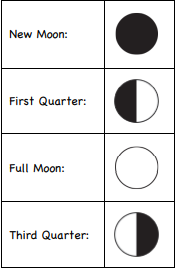 New Moon:
First Quarter:
Full Moon:
Third Quarter: